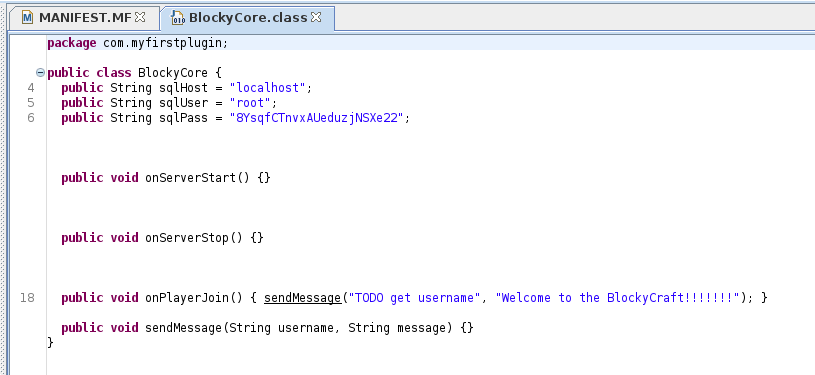 MANIFEST.MF BlockyCore.class
package com.myfirstplugin;
public class BlockyCore {
4 public String sqlHost = "localhost";
5 public String sqlUser = "root";
6 public String sqlPass = "8YsqfCTnvxAUeduzjNSXe22";
public void onServerStart() {}
public void onServerStop() {}
18 public void onPlayerJoin() { sendMessage("TODO get username", "Welcome to the BlockyCraft!!!!!!!"); }
public void sendMessage(String username, String message) {}
}